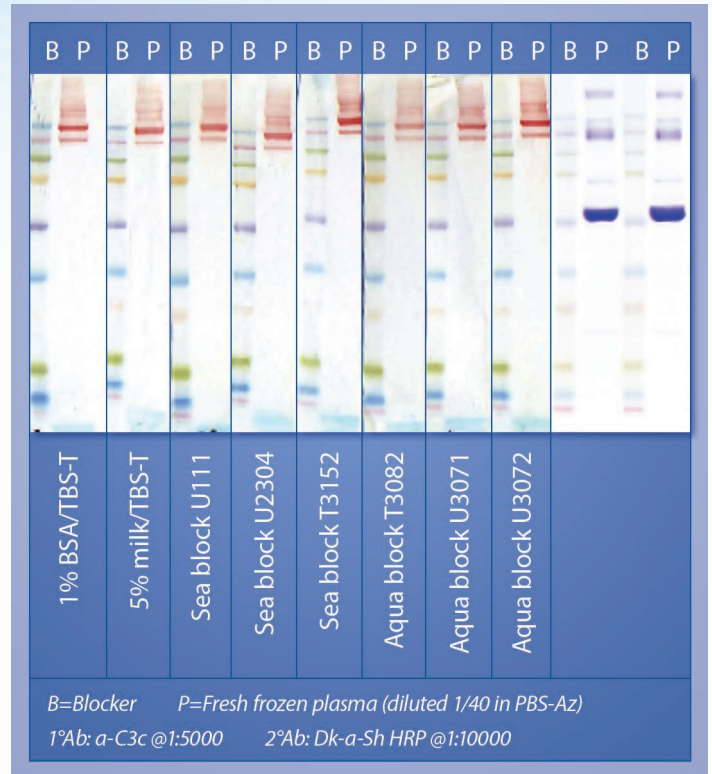 B P B P B P B P B P B P B P B P B P B P
1% BSA/TBS-T
5% milk/TBS-T
Sea block U111
Sea block U2304
Sea block T3152
Aqua block T3082
Aqua block U3071
Aqua block U3072
B=Blocker P=Fresh frozen plasma (diluted 1/40 in PBS-Az)
1°Ab: a-C3c @1:5000 2°Ab: Dk-a-Sh HRP @1:10000